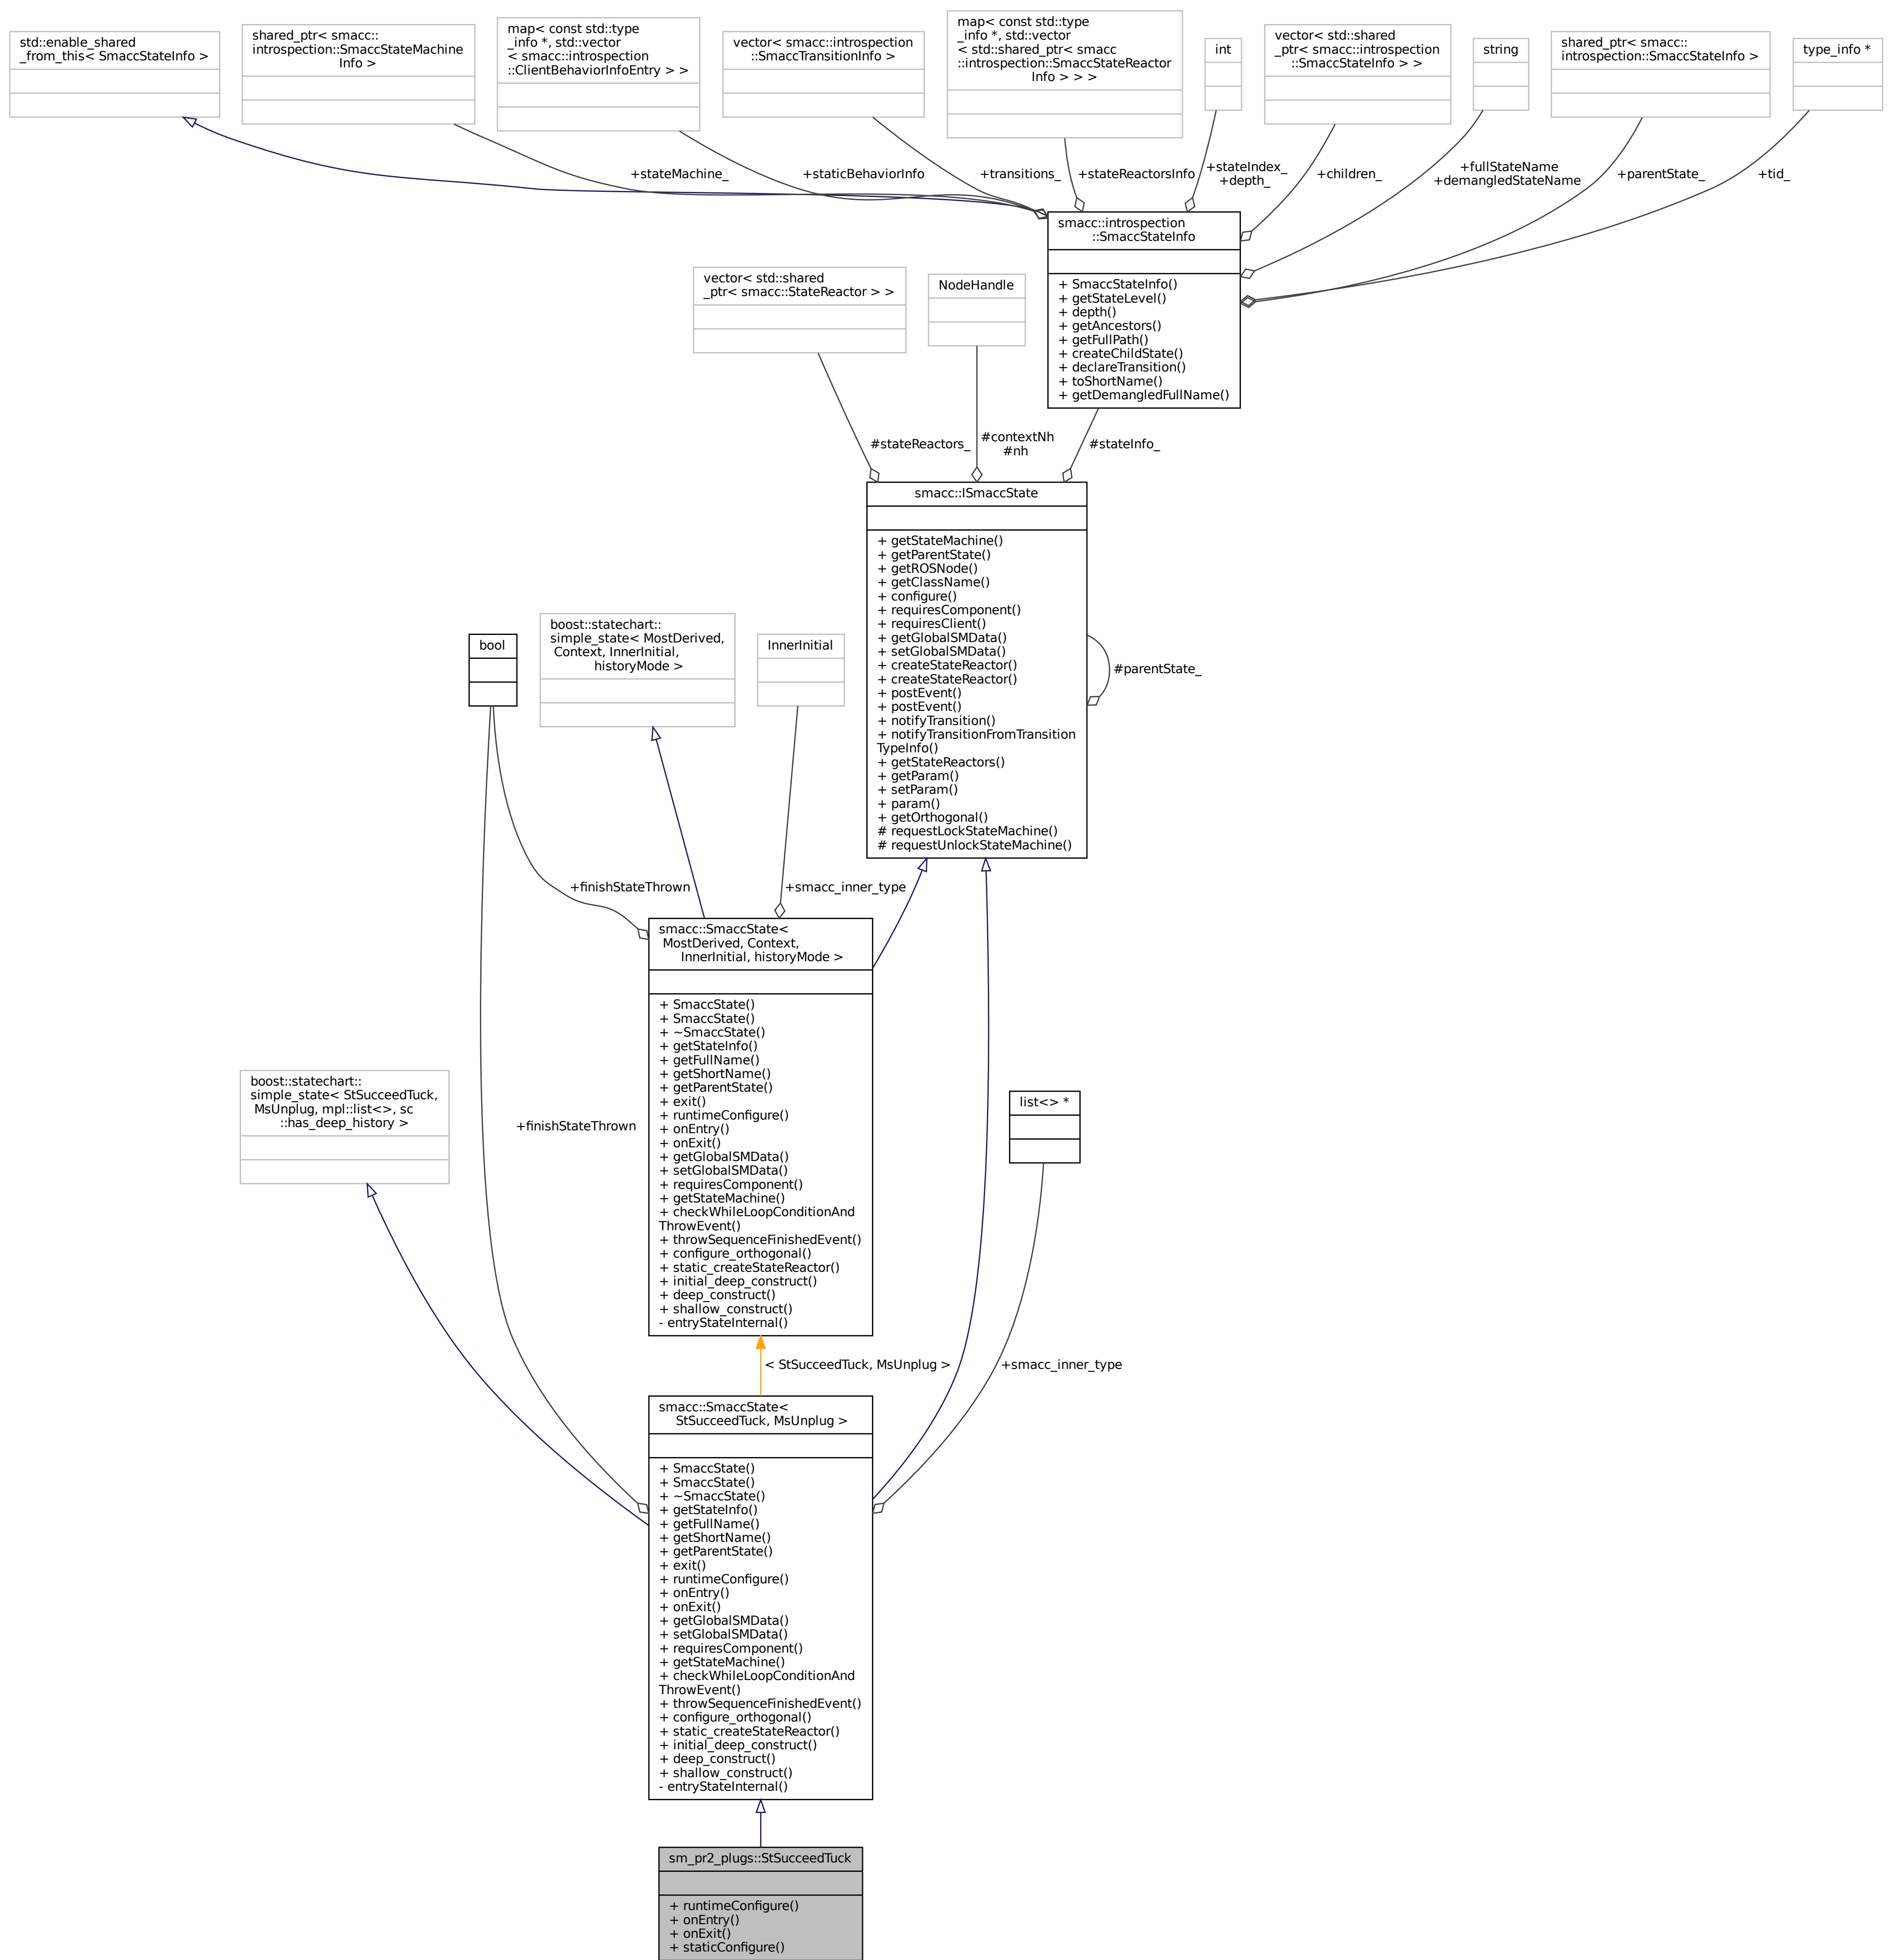 std::enable_shared
_from_this< SmaccStateInfo >
shared_ptr< smacc::
introspection::SmaccStateMachine
Info >
map< const std::type
_info *, std::vector
< smacc::introspection
::ClientBehaviorInfoEntry > >
vector< smacc::introspection
::SmaccTransitionInfo >
map< const std::type
_info *, std::vector
< std::shared_ptr< smacc
::introspection::SmaccStateReactor
Info > > >
int
vector< std::shared
_ptr< smacc::introspection
::SmaccStateInfo > >
string
shared_ptr< smacc::
introspection::SmaccStateInfo >
type_info *
+stateMachine_
+staticBehaviorInfo
+transitions_
+stateReactorsInfo
+stateIndex_
+depth_
+children_
+fullStateName
+demangledStateName
+parentState_
+tid_
smacc::introspection
::SmaccStateInfo
+ SmaccStateInfo()
+ getStateLevel()
+ depth()
+ getAncestors()
+ getFullPath()
+ createChildState()
+ declareTransition()
+ toShortName()
+ getDemangledFullName()
vector< std::shared
_ptr< smacc::StateReactor > >
NodeHandle
#stateReactors_
#contextNh
#nh
#stateInfo_
smacc::ISmaccState
+ getStateMachine()
+ getParentState()
+ getROSNode()
+ getClassName()
+ configure()
+ requiresComponent()
+ requiresClient()
+ getGlobalSMData()
+ setGlobalSMData()
+ createStateReactor()
+ createStateReactor()
+ postEvent()
+ postEvent()
+ notifyTransition()
+ notifyTransitionFromTransition
TypeInfo()
+ getStateReactors()
+ getParam()
+ setParam()
+ param()
+ getOrthogonal()
# requestLockStateMachine()
# requestUnlockStateMachine()
#parentState_
bool
boost::statechart::
simple_state< MostDerived,
Context, InnerInitial,
historyMode >
InnerInitial
+finishStateThrown
+smacc_inner_type
smacc::SmaccState<
MostDerived, Context,
InnerInitial, historyMode >
+ SmaccState()
+ SmaccState()
+ ~SmaccState()
+ getStateInfo()
+ getFullName()
+ getShortName()
+ getParentState()
+ exit()
+ runtimeConfigure()
+ onEntry()
+ onExit()
+ getGlobalSMData()
+ setGlobalSMData()
+ requiresComponent()
+ getStateMachine()
+ checkWhileLoopConditionAnd
ThrowEvent()
+ throwSequenceFinishedEvent()
+ configure_orthogonal()
+ static_createStateReactor()
+ initial_deep_construct()
+ deep_construct()
+ shallow_construct()
- entryStateInternal()
boost::statechart::
simple_state< StSucceedTuck,
MsUnplug, mpl::list<>, sc
::has_deep_history >
+finishStateThrown
list<> *
< StSucceedTuck, MsUnplug >
+smacc_inner_type
smacc::SmaccState<
StSucceedTuck, MsUnplug >
+ SmaccState()
+ SmaccState()
+ ~SmaccState()
+ getStateInfo()
+ getFullName()
+ getShortName()
+ getParentState()
+ exit()
+ runtimeConfigure()
+ onEntry()
+ onExit()
+ getGlobalSMData()
+ setGlobalSMData()
+ requiresComponent()
+ getStateMachine()
+ checkWhileLoopConditionAnd
ThrowEvent()
+ throwSequenceFinishedEvent()
+ configure_orthogonal()
+ static_createStateReactor()
+ initial_deep_construct()
+ deep_construct()
+ shallow_construct()
- entryStateInternal()
sm_pr2_plugs::StSucceedTuck
+ runtimeConfigure()
+ onEntry()
+ onExit()
+ staticConfigure()